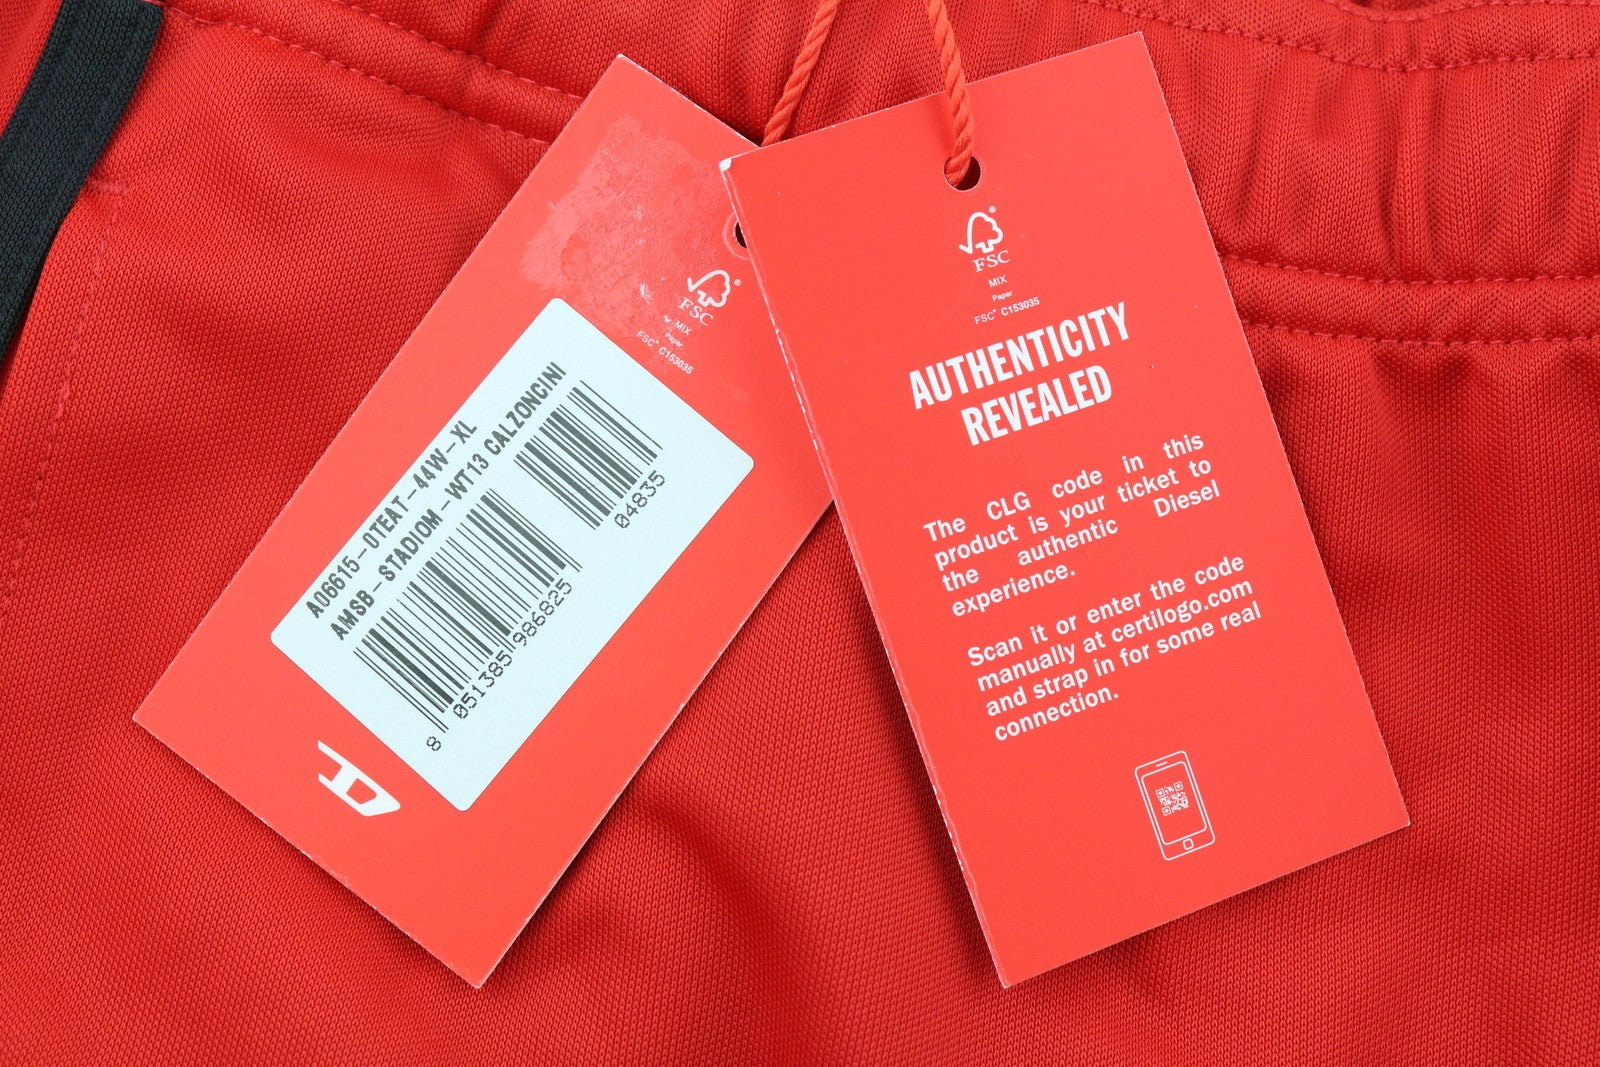 FSC®
MIX
Paper
FSC® C153035
A06615-0TEAT-44W-XL
AMSB-STADIOM-WT13 CALZONCINI
8 051385 986825
04835
FSC®
MIX
Paper
FSC® C153035
AUTHENTICITY
REVEALED
The CLG code in this
product is your ticket to
the authentic Diesel
experience.
Scan it or enter the code
manually at certilogo.com
and strap in for some real
connection.